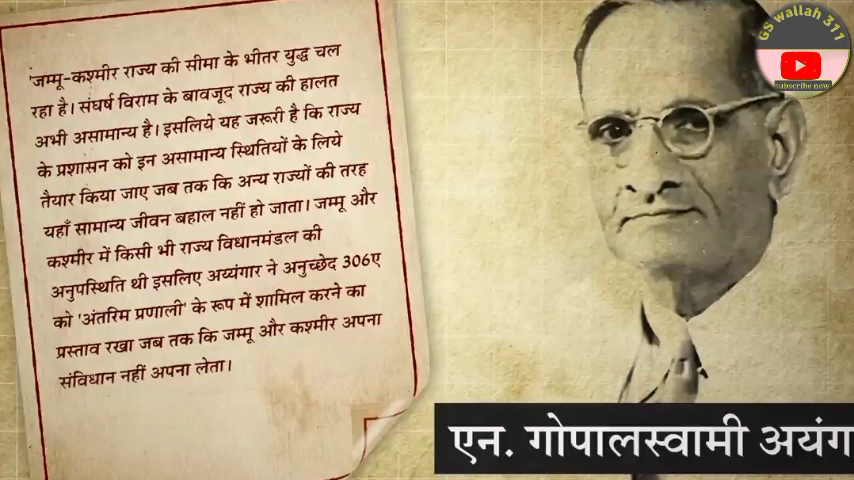 'जम्मू-कश्मीर राज्य की सीमा के भीतर युद्ध चल
रहा है। संघर्ष विराम के बावजूद राज्य की हालत
अभी असामान्य है। इसलिये यह जरूरी है कि राज्य
के प्रशासन को इन असामान्य स्थितियों के लिये
तैयार किया जाए जब तक कि अन्य राज्यों की तरह
यहाँ सामान्य जीवन बहाल नहीं हो जाता। जम्मू और
कश्मीर में किसी भी राज्य विधानमंडल की
अनुपस्थिति थी इसलिए अय्यंगार ने अनुच्छेद 306ए
को 'अंतरिम प्रणाली' के रूप में शामिल करने का
प्रस्ताव रखा जब तक कि जम्मू और कश्मीर अपना
संविधान नहीं अपना लेता।
GS wallah 311
subscribe now
एन. गोपालस्वामी अयंग